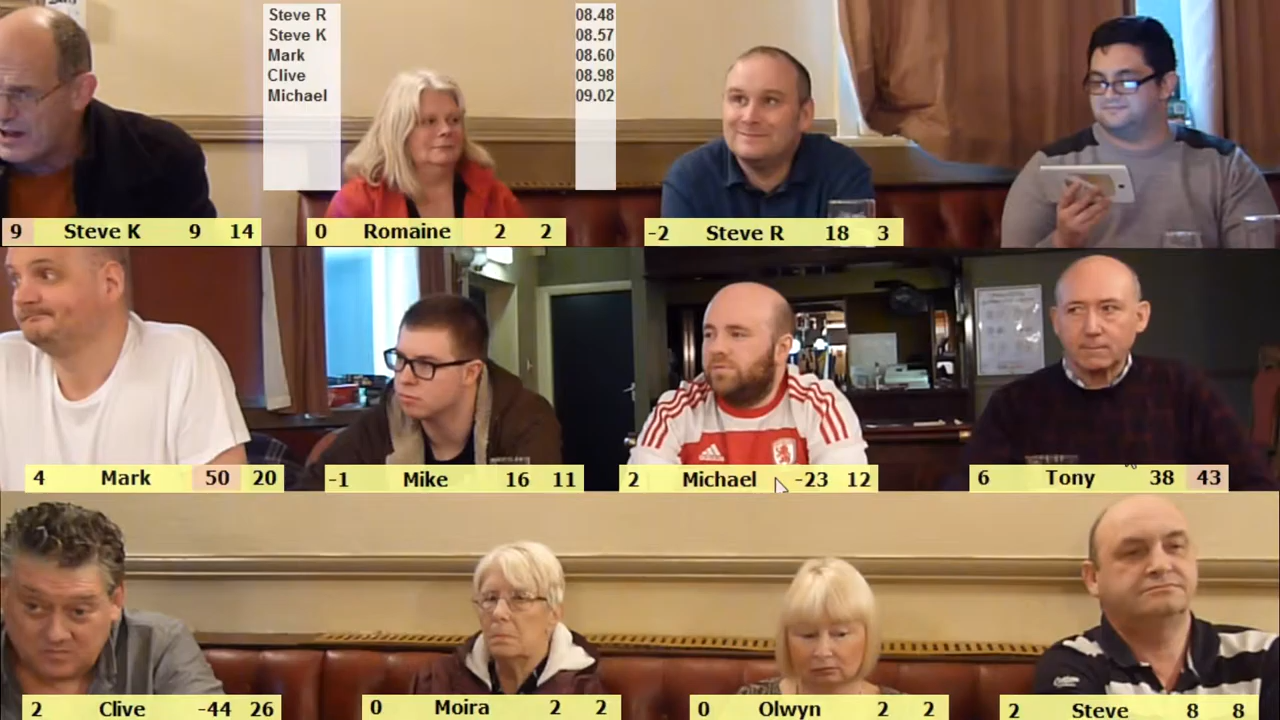 Steve R 08.48
Steve K 08.57
Mark 08.60
Clive 08.98
Michael 09.02
9 Steve K 9 14
0 Romaine 2 2
-2 Steve R 18 3
4 Mark 50 20
-1 Mike 16 11
adidas
2 Michael -23 12
6 Tony 38 43
2 Clive -44 26
0 Moira 2 2
0 Olwyn 2 2
2 Steve 8 8